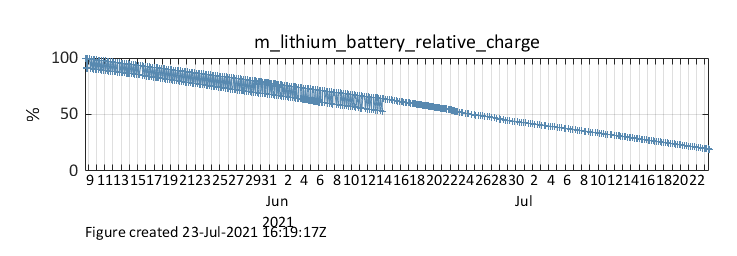 m_lithium_battery_relative_charge
100
50
0
%
9 11 13 15 17 19 21 23 25 27 29 31 2 4 6 8 10 12 14 16 18 20 22 24 26 28 30 2 4 6 8 10 12 14 16 18 20 22
Jun Jul
2021
Figure created 23-Jul-2021 16:19:17Z